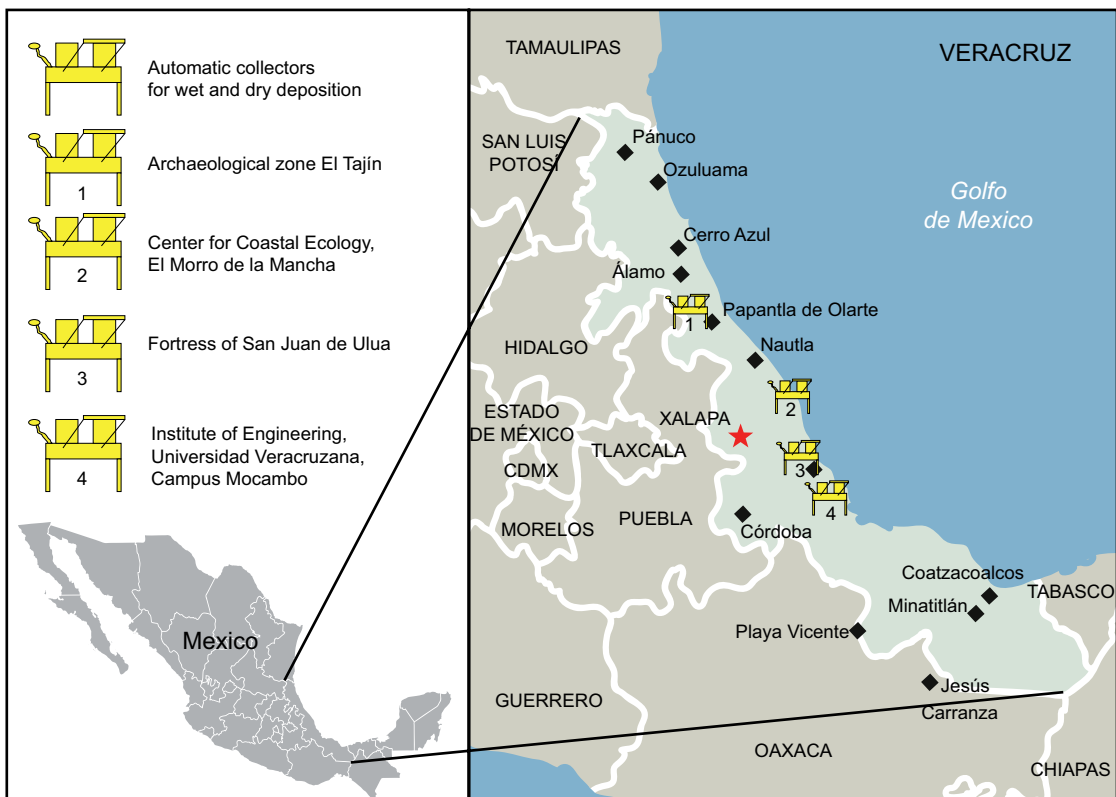 Automatic collectors
for wet and dry deposition
Archaeological zone El Tajín
1
Center for Coastal Ecology,
El Morro de la Mancha
2
Fortress of San Juan de Ulua
3
Institute of Engineering,
Universidad Veracruzana,
Campus Mocambo
4
Mexico
TAMAULIPAS
VERACRUZ
SAN LUIS
POTOSÍ
Pánuco
Ozuluama
Golfo
de Mexico
Cerro Azul
Álamo
1
Papantla de Olarte
HIDALGO
Nautla
2
ESTADO
DE MÉXICO
XALAPA
TLAXCALA
CDMX
3
4
MORELOS
PUEBLA
Córdoba
Coatzacoalcos
TABASCO
Minatitlán
Playa Vicente
Jesús
Carranza
GUERRERO
OAXACA
CHIAPAS